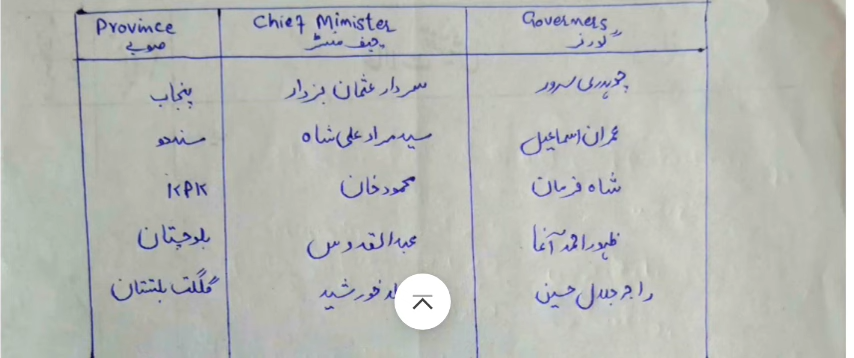 Province Chief Minister Governers
صوبے چیف منسٹر گورنر
پنجاب سردار عثمان بزدار چوہدری سرور
سندھ سید مراد علی شاہ عمران اسماعیل
KPK محمود خان شاہ فرمان
بلوچستان عبدالقدوس ظہور احمد آغا
گلگت بلتستان خورشید راجہ جلال حسین